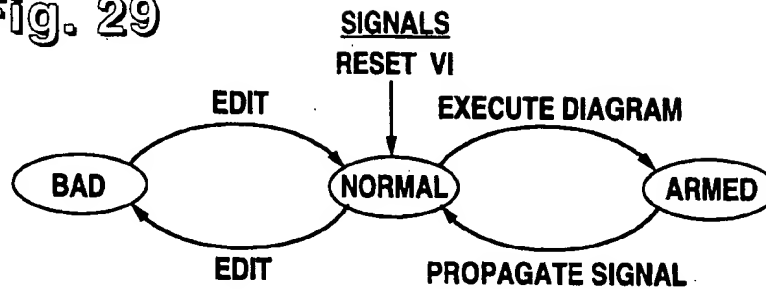 Fig. 29
SIGNALS
RESET VI
EDIT
EXECUTE DIAGRAM
BAD
NORMAL
ARMED
EDIT
PROPAGATE SIGNAL